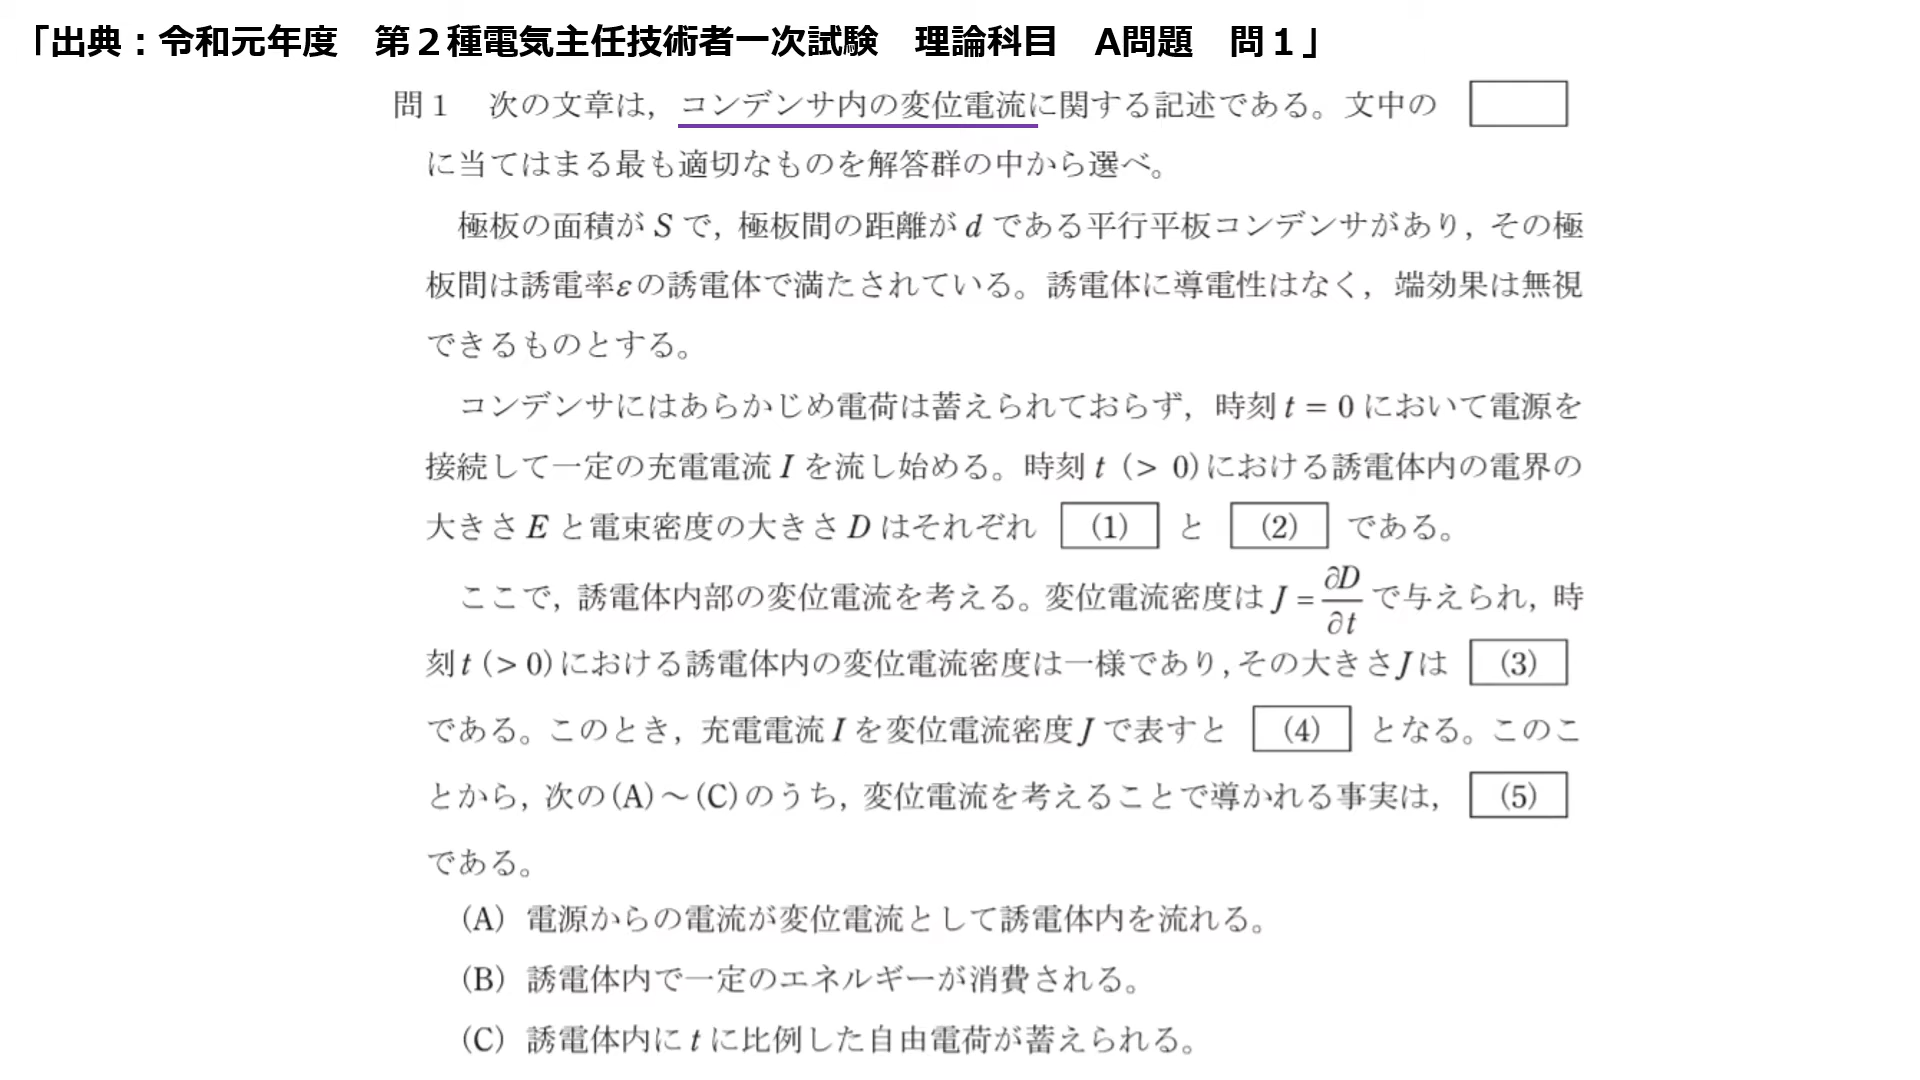 「出典：令和元年度　第２種電気主任技術者一次試験　理論科目　A問題　問１」
問1　次の文章は，コンデンサ内の変位電流に関する記述である。文中の
に当てはまる最も適切なものを解答群の中から選べ。
極板の面積が S で，極板間の距離が d である平行平板コンデンサがあり，その極
板間は誘電率εの誘電体で満たされている。誘電体に導電性はなく，端効果は無視
できるものとする。
コンデンサにはあらかじめ電荷は蓄えられておらず，時刻 t = 0 において電源を
接続して一定の充電電流 I を流し始める。時刻 t (> 0)における誘電体内の電界の
大きさ E と電束密度の大きさ D はそれぞれ (1) と (2) である。
ここで，誘電体内部の変位電流を考える。変位電流密度は J = ∂D/∂t で与えられ，時
刻 t (> 0)における誘電体内の変位電流密度は一様であり，その大きさJは (3)
である。このとき，充電電流 I を変位電流密度 J で表すと (4) となる。このこ
とから，次の(A)～(C)のうち，変位電流を考えることで導かれる事実は， (5)
である。
(A) 電源からの電流が変位電流として誘電体内を流れる。
(B) 誘電体内で一定のエネルギーが消費される。
(C) 誘電体内に t に比例した自由電荷が蓄えられる。